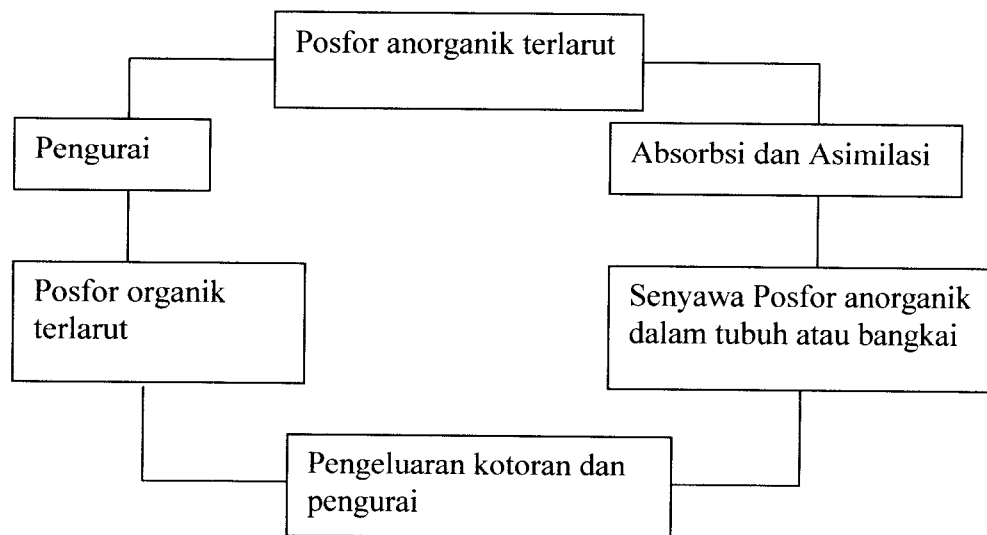 Posfor anorganik terlarut
Pengurai
Absorbsi dan Asimilasi
Posfor organik
terlarut
Senyawa Posfor anorganik
dalam tubuh atau bangkai
Pengeluaran kotoran dan
pengurai